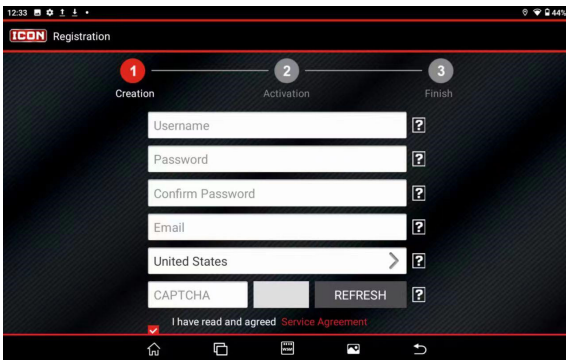 12:33
44%
ICON Registration
1 2 3
Creation Activation Finish
Username
Password
Confirm Password
Email
United States
CAPTCHA REFRESH
I have read and agreed Service Agreement